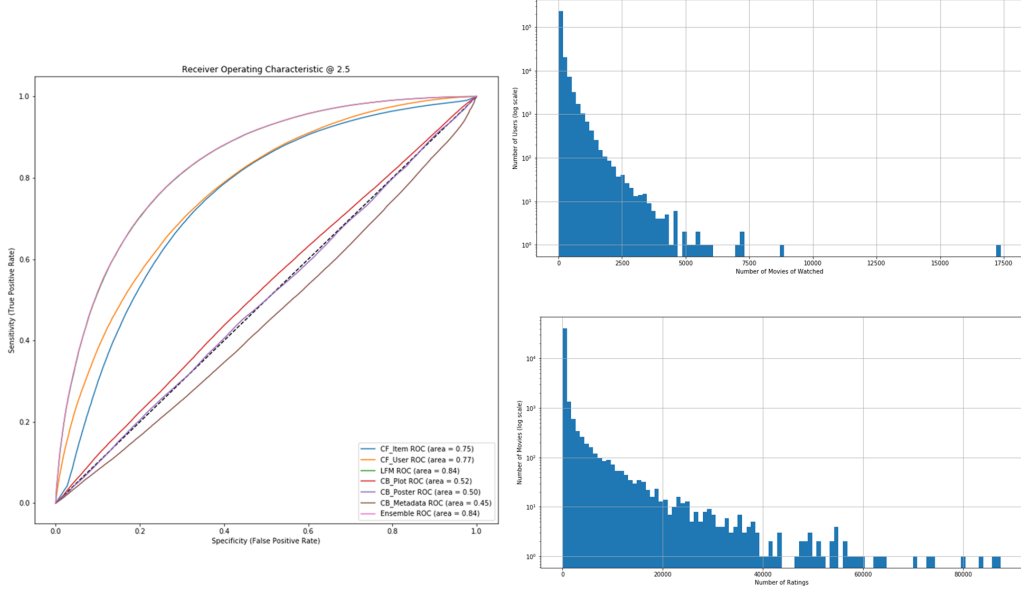 Receiver Operating Characteristic @ 2.5
Sensitivity (True Positive Rate)
1.0
0.8
0.6
0.4
0.2
0.0
CF_Item ROC (area = 0.75)
CF_User ROC (area = 0.77)
LFM ROC (area = 0.84)
CB_Plot ROC (area = 0.52)
CB_Poster ROC (area = 0.50)
CB_Metadata ROC (area = 0.45)
Ensemble ROC (area = 0.84)
0.0 0.2 0.4 0.6 0.8 1.0
Specificity (False Positive Rate)
Number of Users (log scale)
10⁵
10⁴
10³
10²
10¹
10⁰
0 2500 5000 7500 10000 12500 15000 17500
Number of Movies of Watched
Number of Movies (log scale)
10⁴
10³
10²
10¹
10⁰
0 20000 40000 60000 80000
Number of Ratings